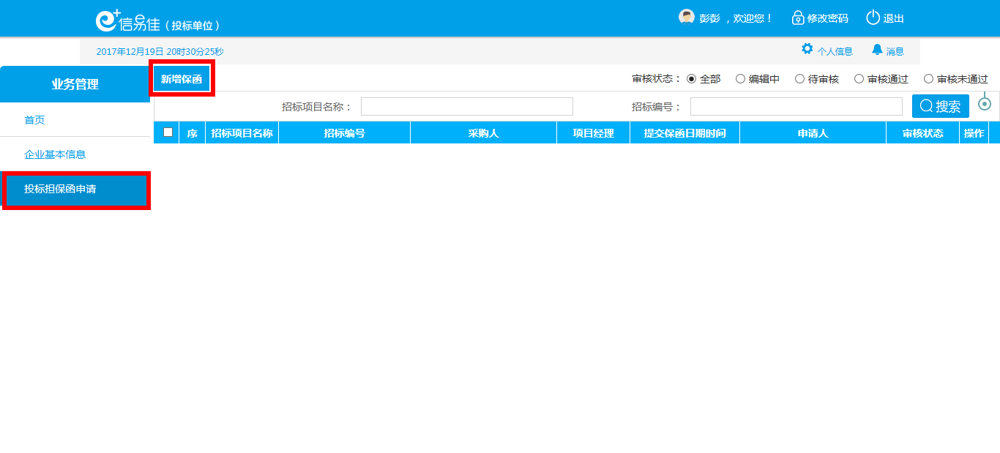 e+信易佳（投标单位）
彭彭 ，欢迎您！ 修改密码 退出
2017年12月19日 20时30分25秒 个人信息 消息
业务管理
首页
企业基本信息
投标担保函申请
新增保函 审核状态： 全部 编辑中 待审核 审核通过 审核未通过
招标项目名称： 招标编号： 搜索
序 招标项目名称 招标编号 采购人 项目经理 提交保函日期时间 申请人 审核状态 操作